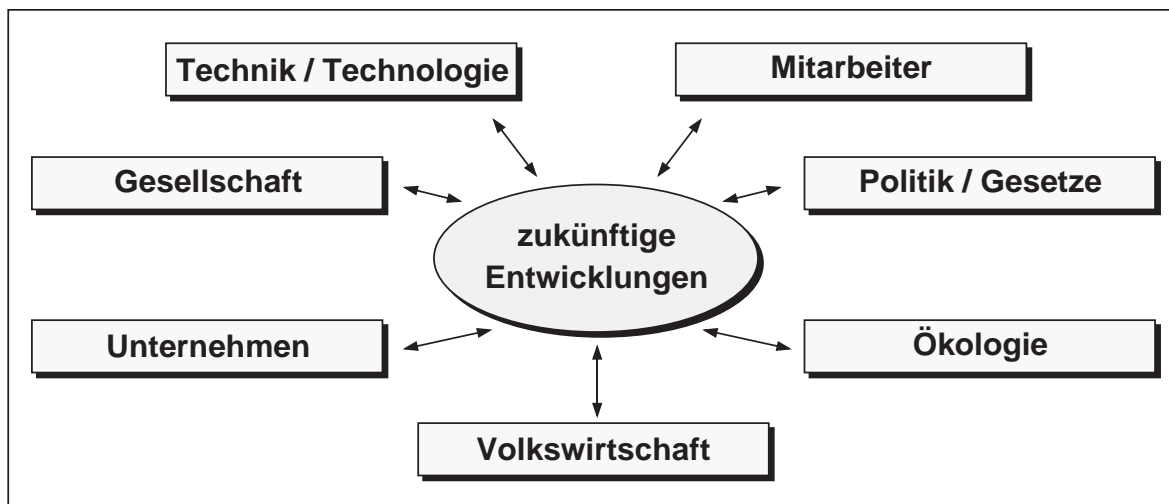 Technik / Technologie
Mitarbeiter
Gesellschaft
Politik / Gesetze
zukünftige
Entwicklungen
Unternehmen
Ökologie
Volkswirtschaft